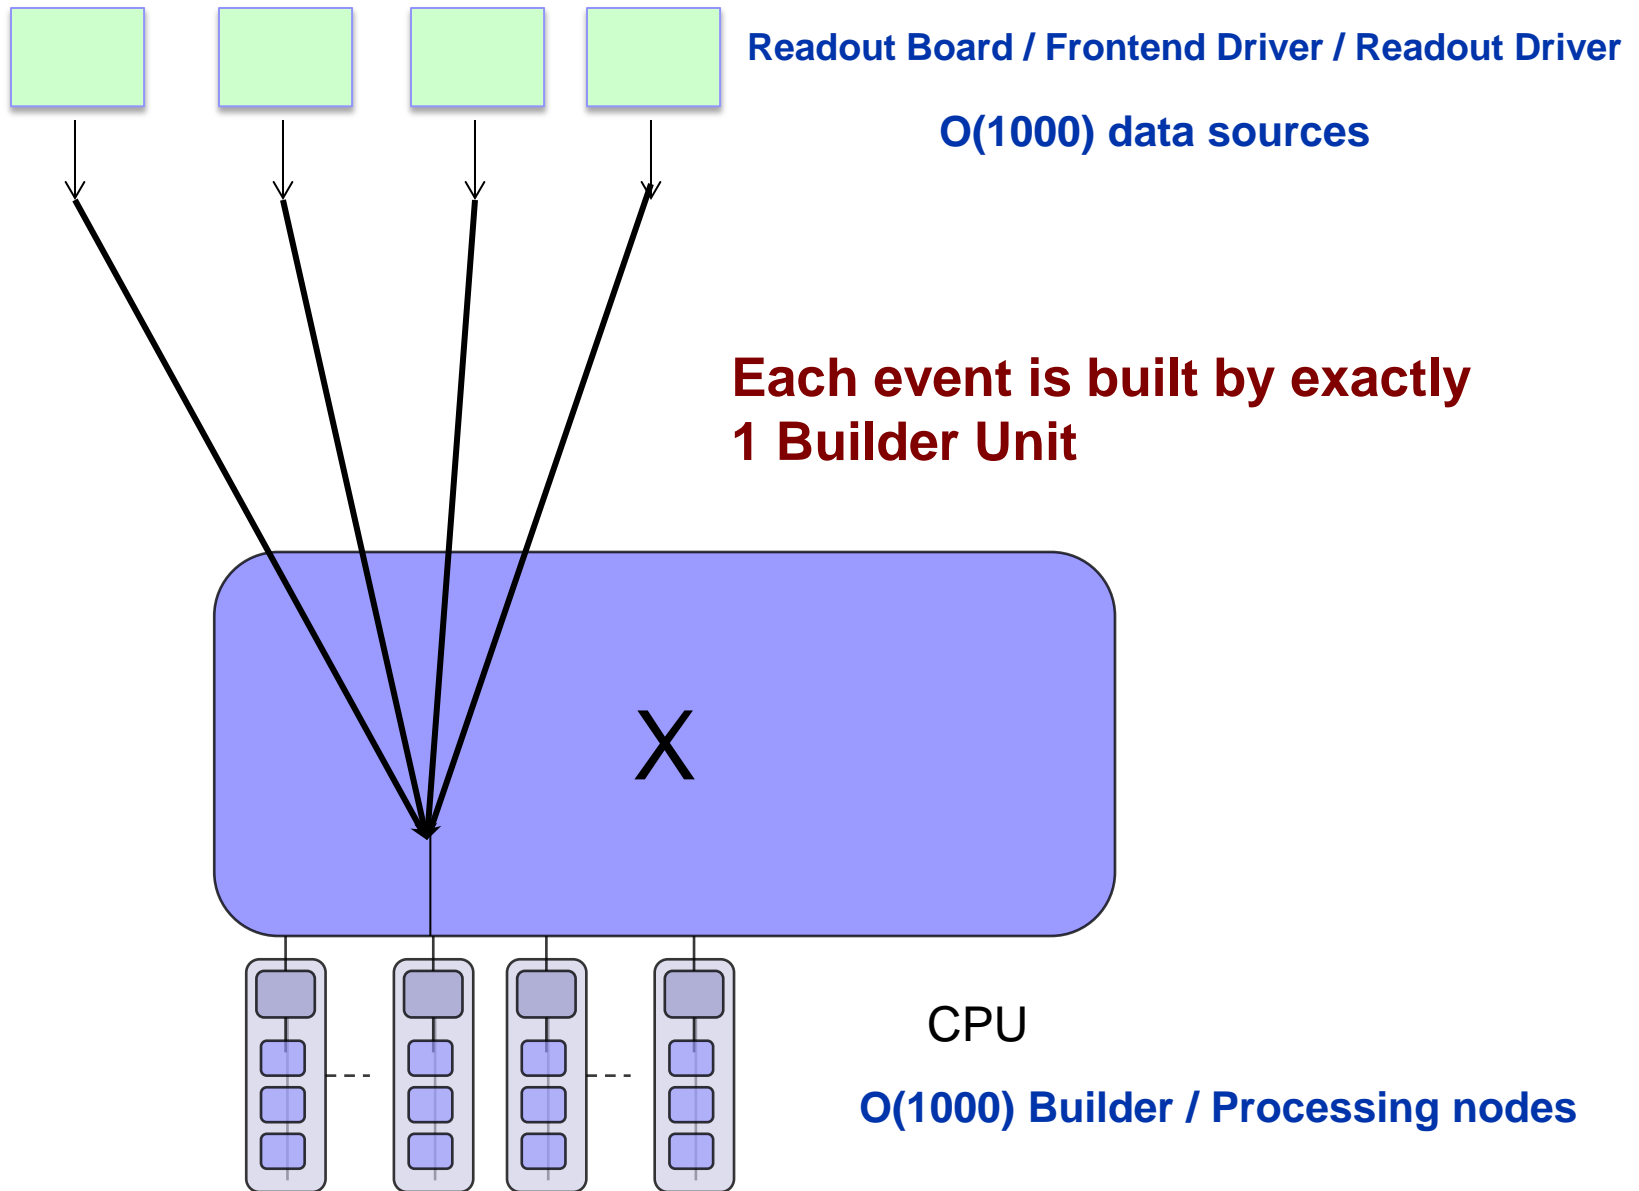 Readout Board / Frontend Driver / Readout Driver
O(1000) data sources
Each event is built by exactly
1 Builder Unit
X
CPU
O(1000) Builder / Processing nodes